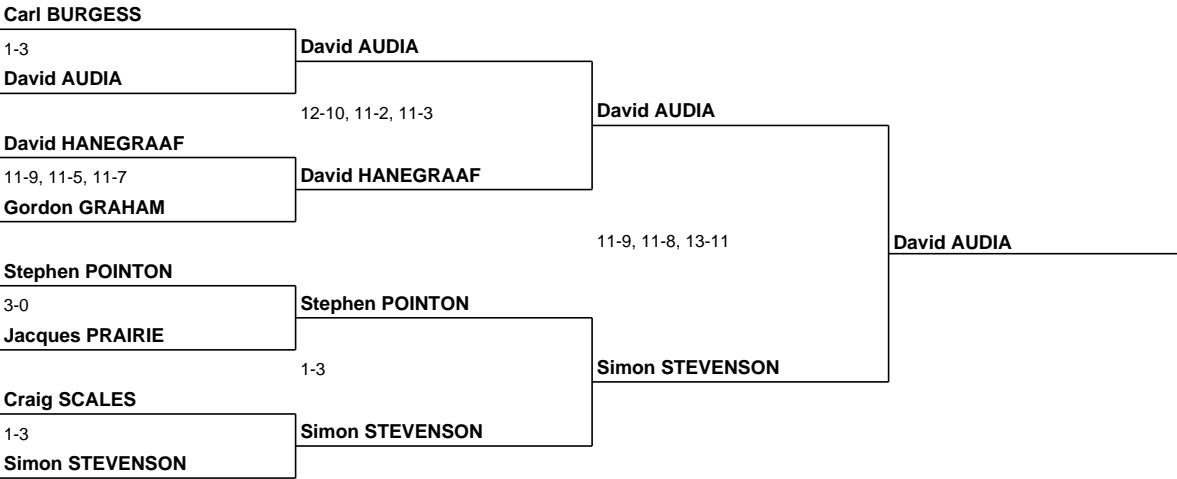 Carl BURGESS
1-3
David AUDIA
David AUDIA
12-10, 11-2, 11-3
David AUDIA
David HANEGRAAF
11-9, 11-5, 11-7
David HANEGRAAF
Gordon GRAHAM
11-9, 11-8, 13-11
David AUDIA
Stephen POINTON
3-0
Stephen POINTON
Jacques PRAIRIE
1-3
Simon STEVENSON
Craig SCALES
1-3
Simon STEVENSON
Simon STEVENSON